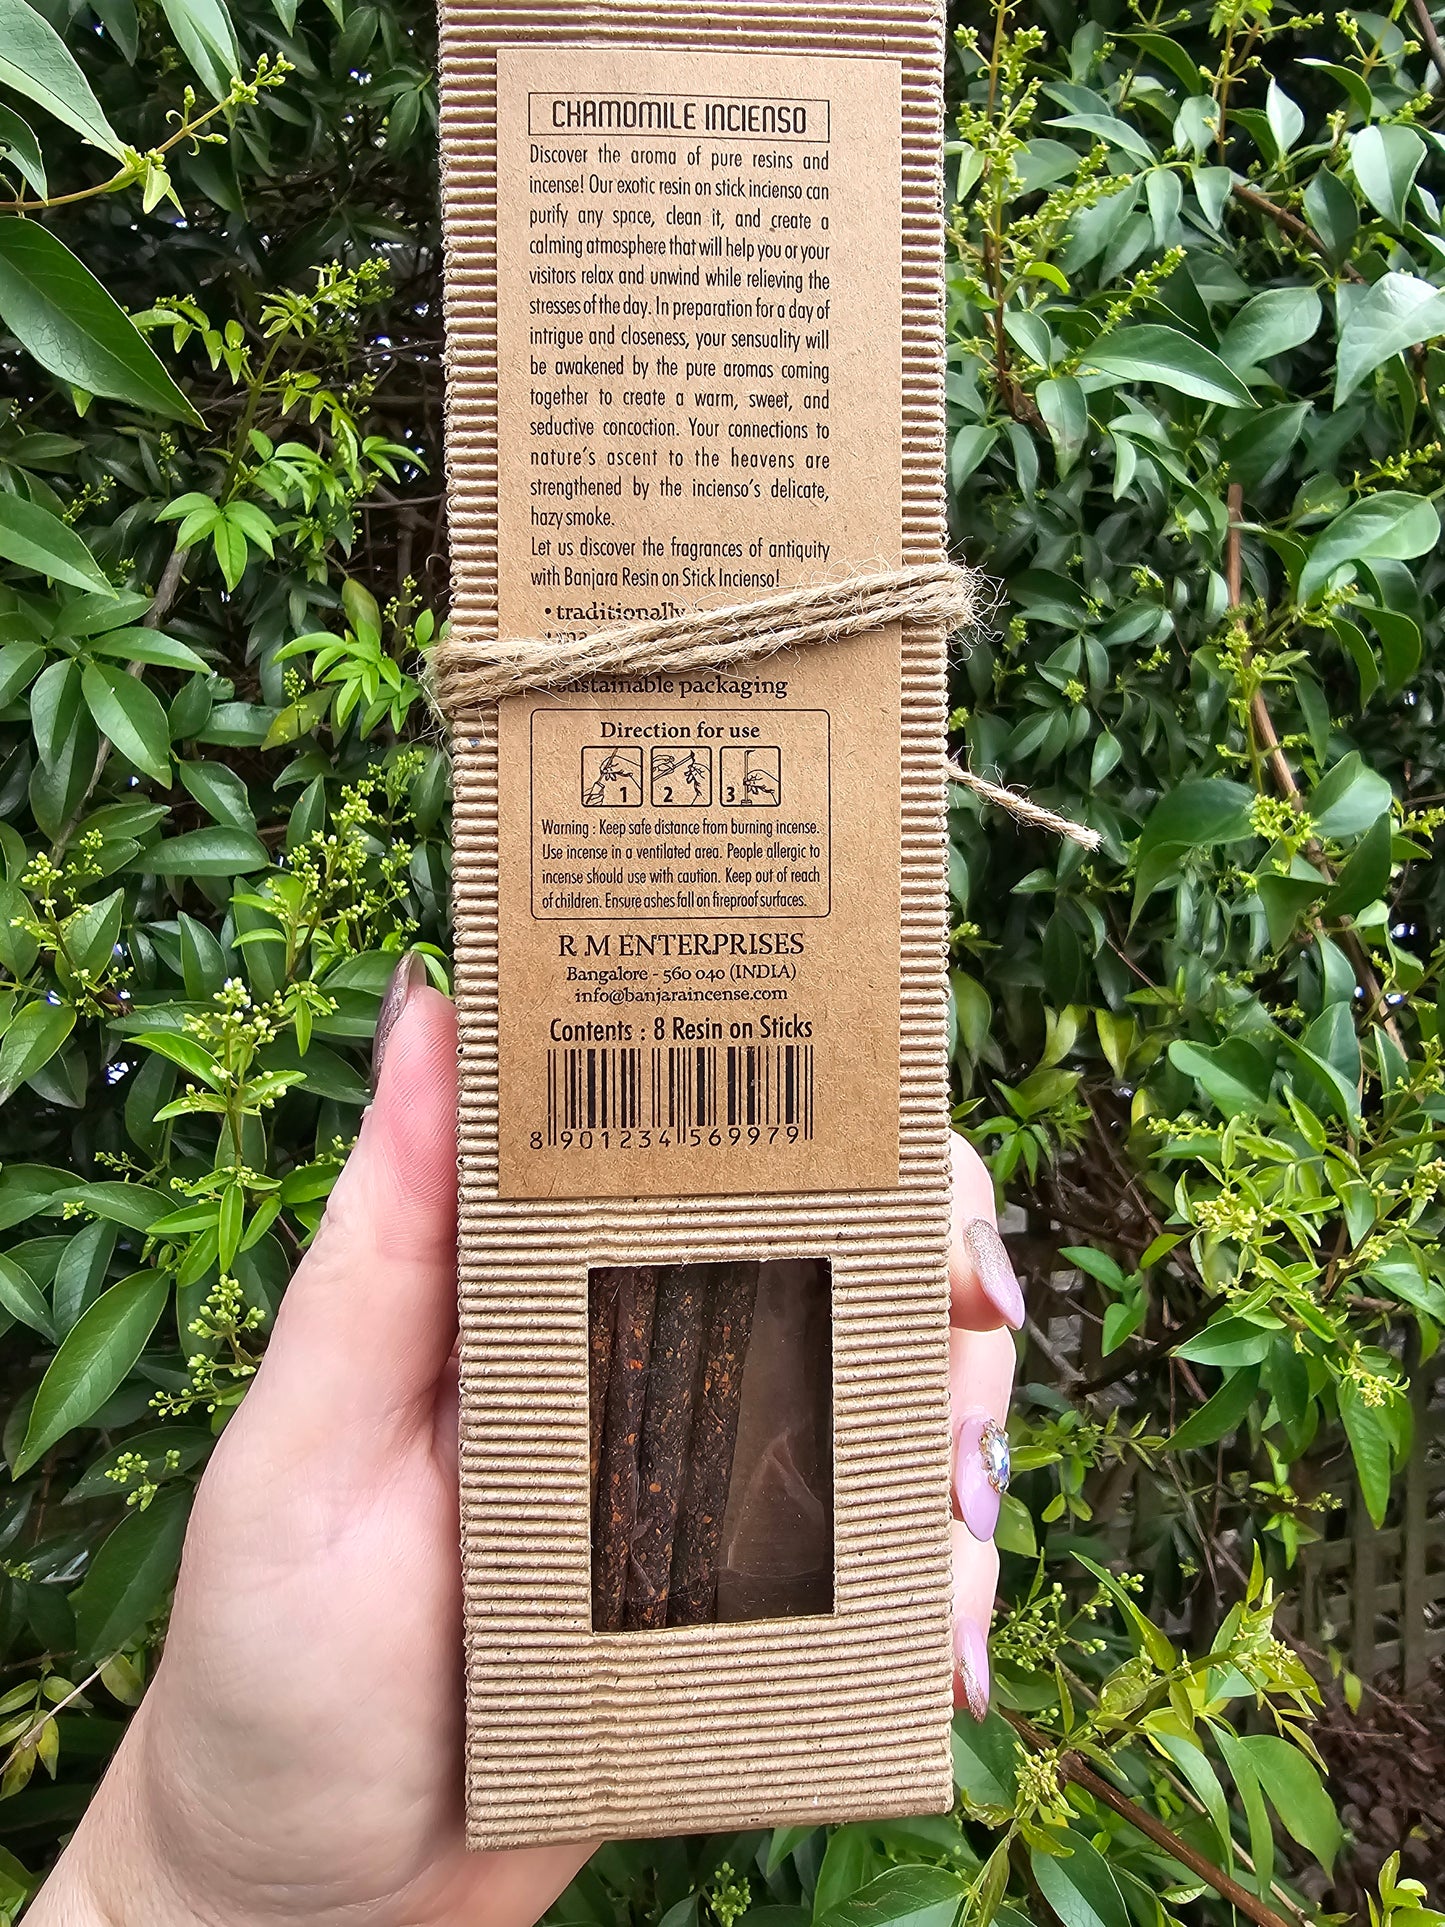 CHAMOMILE INCIENSO
Discover the aroma of pure resins and
incense! Our exotic resin on stick incienso can
purify any space, clean it, and create a
calming atmosphere that will help you or your
visitors relax and unwind while relieving the
stresses of the day. In preparation for a day of
intrigue and closeness, your sensuality will
be awakened by the pure aromas coming
together to create a warm, sweet, and
seductive concoction. Your connections to
nature's ascent to the heavens are
strengthened by the incienso's delicate,
hazy smoke.
Let us discover the fragrances of antiquity
with Banjara Resin on Stick Incienso!
• traditionally
• sustainable packaging
Direction for use
1 2 3
Warning : Keep safe distance from burning incense.
Use incense in a ventilated area. People allergic to
incense should use with caution. Keep out of reach
of children. Ensure ashes fall on fireproof surfaces.
R M ENTERPRISES
Bangalore - 560 040 (INDIA)
info@banjaraincense.com
Contents : 8 Resin on Sticks
8 901234 569979